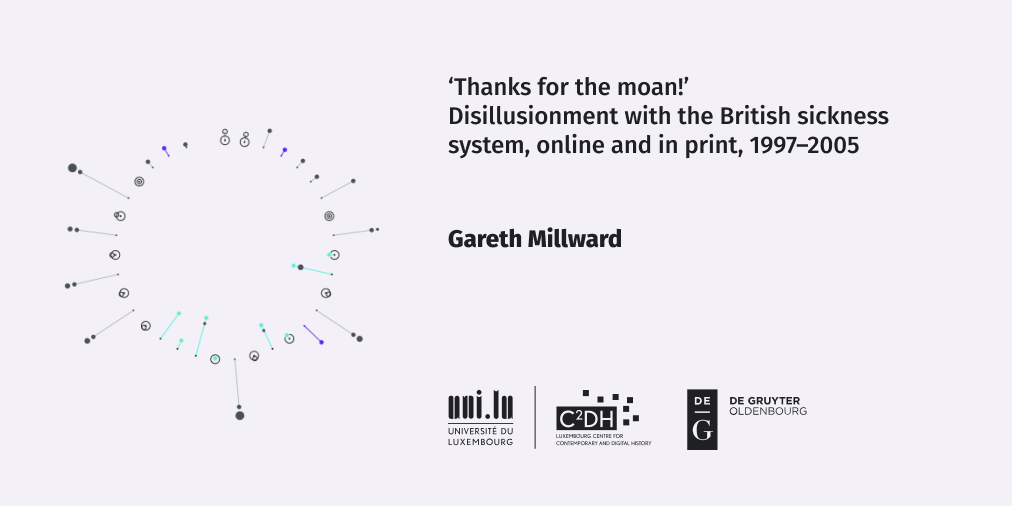 ‘Thanks for the moan!’
Disillusionment with the British sickness
system, online and in print, 1997–2005
Gareth Millward
uni.lu
UNIVERSITÉ DU
LUXEMBOURG
C²DH
LUXEMBOURG CENTRE FOR
CONTEMPORARY AND DIGITAL HISTORY
DE
G
DE GRUYTER
OLDENBOURG